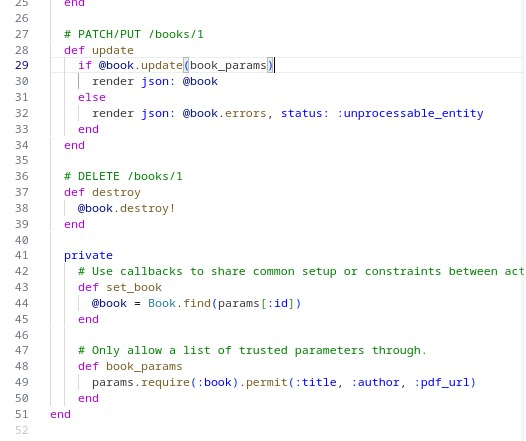 25 end
26
27 # PATCH/PUT /books/1
28 def update
29 if @book.update(book_params)
30 render json: @book
31 else
32 render json: @book.errors, status: :unprocessable_entity
33 end
34 end
35
36 # DELETE /books/1
37 def destroy
38 @book.destroy!
39 end
40
41 private
42 # Use callbacks to share common setup or constraints between act
43 def set_book
44 @book = Book.find(params[:id])
45 end
46
47 # Only allow a list of trusted parameters through.
48 def book_params
49 params.require(:book).permit(:title, :author, :pdf_url)
50 end
51 end
52